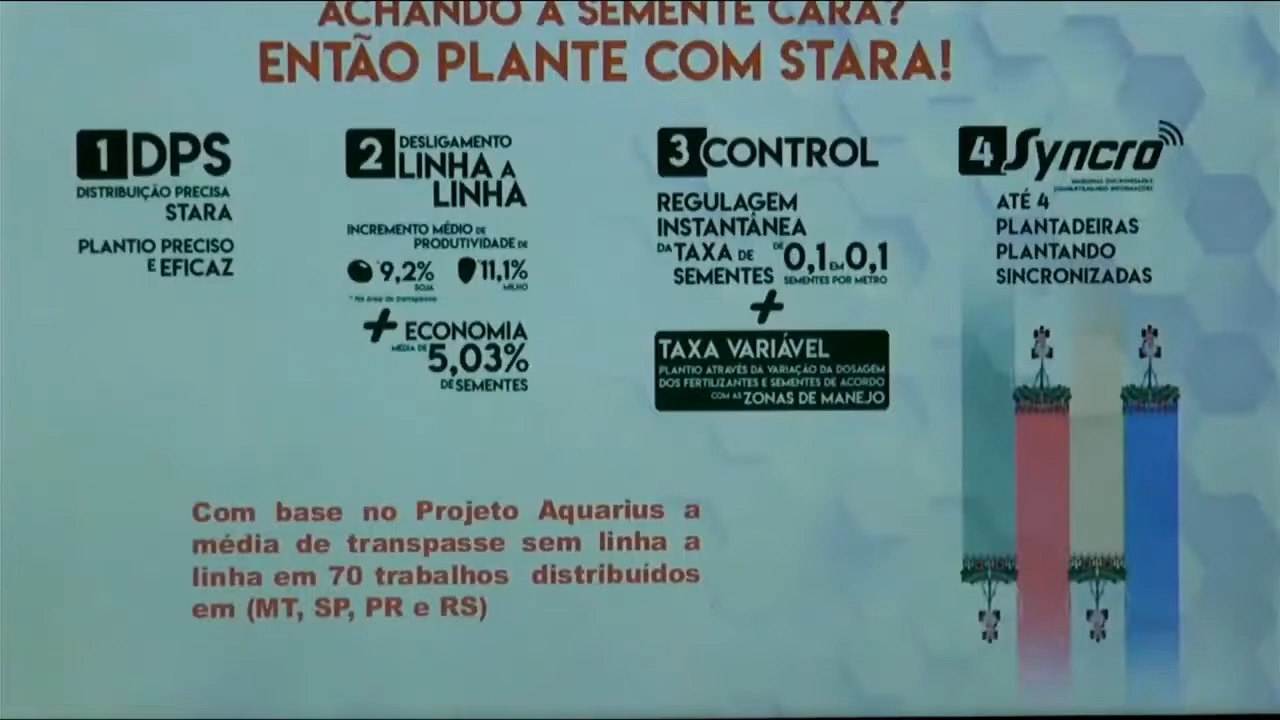 ACHANDO A SEMENTE CARA?
ENTÃO PLANTE COM STARA!
1 DPS
DISTRIBUIÇÃO PRECISA
STARA
PLANTIO PRECISO
E EFICAZ
2 DESLIGAMENTO
LINHA A
LINHA
INCREMENTO MÉDIO DE
PRODUTIVIDADE DE
9,2% 11,1%
SOJA MILHO
* Na área de transpasse
+ ECONOMIA
MÉDIA DE 5,03%
DE SEMENTES
3 CONTROL
REGULAGEM
INSTANTÂNEA
DA TAXA DE
SEMENTES
DE 0,1 EM 0,1
SEMENTES POR METRO
+
TAXA VARIÁVEL
PLANTIO ATRAVÉS DA VARIAÇÃO DA DOSAGEM
DOS FERTILIZANTES E SEMENTES DE ACORDO
COM AS ZONAS DE MANEJO
4 Syncro
ATÉ 4
PLANTADEIRAS
PLANTANDO
SINCRONIZADAS
Com base no Projeto Aquarius a
média de transpasse sem linha a
linha em 70 trabalhos distribuídos
em (MT, SP, PR e RS)